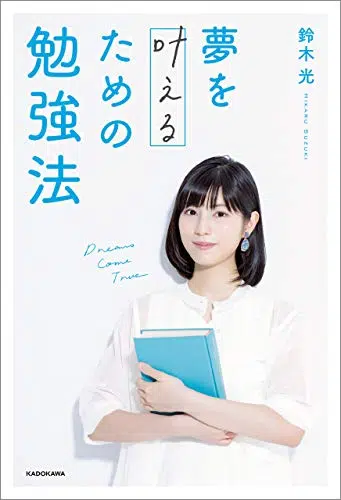 夢を
叶える
ための
勉強法
鈴木 光
HIKARU SUZUKI
Dreams
Come
True
KADOKAWA